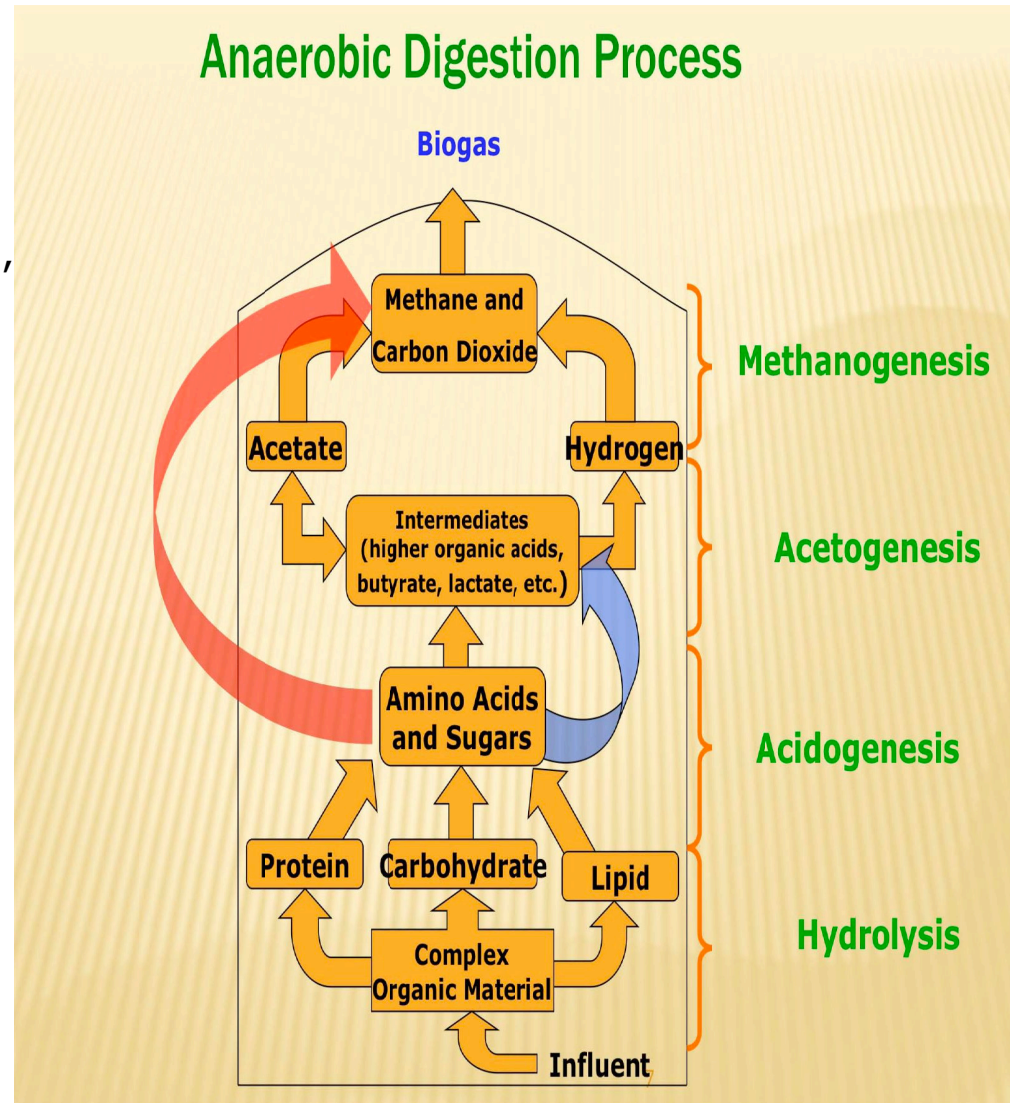 Anaerobic Digestion Process
Biogas
,
Methane and
Carbon Dioxide
Methanogenesis
Acetate
Hydrogen
Intermediates
(higher organic acids,
butyrate, lactate, etc.)
Acetogenesis
Amino Acids
and Sugars
Acidogenesis
Protein
Carbohydrate
Lipid
Hydrolysis
Complex
Organic Material
Influent,